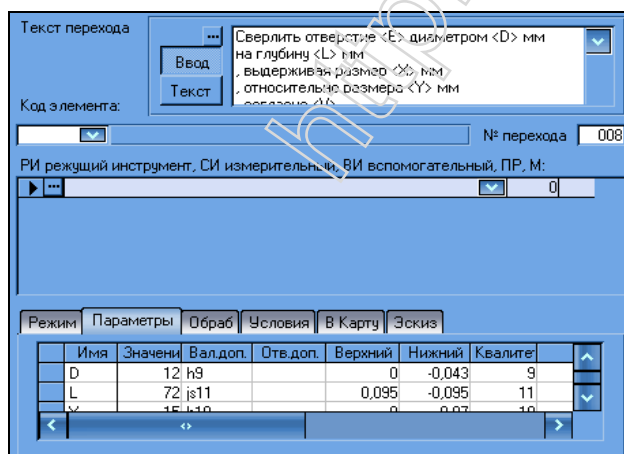 Текст перехода
...
Ввод
Текст
Сверлить отверстие <E> диаметром <D> мм
на глубину <L> мм
, выдерживая размер <X> мм
, относительно размера <Y> мм
Код элемента:
№ перехода 008
РИ режущий инструмент, СИ измерительный, ВИ вспомогательный, ПР, М:
... 0
Режим Параметры Обраб Условия В Карту Эскиз
Имя Значени Вал.доп. Отв.доп. Верхний Нижний Квалитет
D 12 h9 0 -0,043 9
L 72 js11 0,095 -0,095 11
http